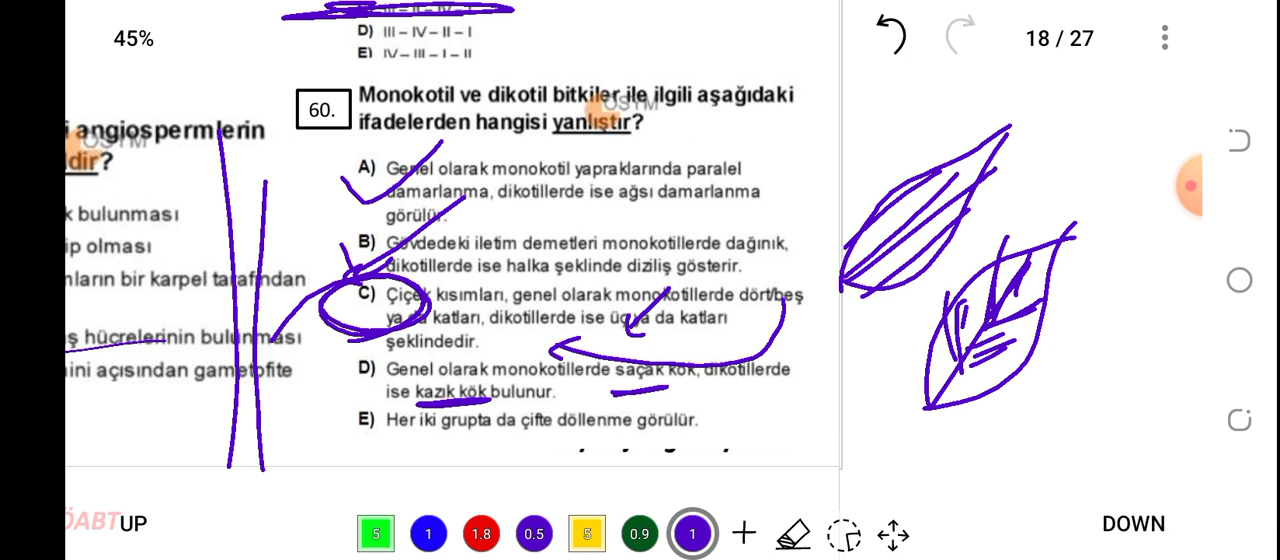 45%
18 / 27
III – II – IV – I
D) III – IV – II – I
E) IV – III – I – II
i angiospermlerin
dir?
k bulunması
ip olması
ların bir karpel tarafından
ş hücrelerinin bulunması
ini açısından gametofite
60.
Monokotil ve dikotil bitkiler ile ilgili aşağıdaki
ifadelerden hangisi yanlıştır?
ÖSYM
ÖSYM
A) Genel olarak monokotil yapraklarında paralel
damarlanma, dikotillerde ise ağsı damarlanma
görülür.
B) Gövdedeki iletim demetleri monokotillerde dağınık,
dikotillerde ise halka şeklinde diziliş gösterir.
C) Çiçek kısımları, genel olarak monokotillerde dört/beş
ya da katları, dikotillerde ise üç ya da katları
şeklindedir.
D) Genel olarak monokotillerde saçak kök, dikotillerde
ise kazık kök bulunur.
E) Her iki grupta da çifte döllenme görülür.
ÖABT
UP
5 1 1.8 0.5 5 0.9 1
DOWN